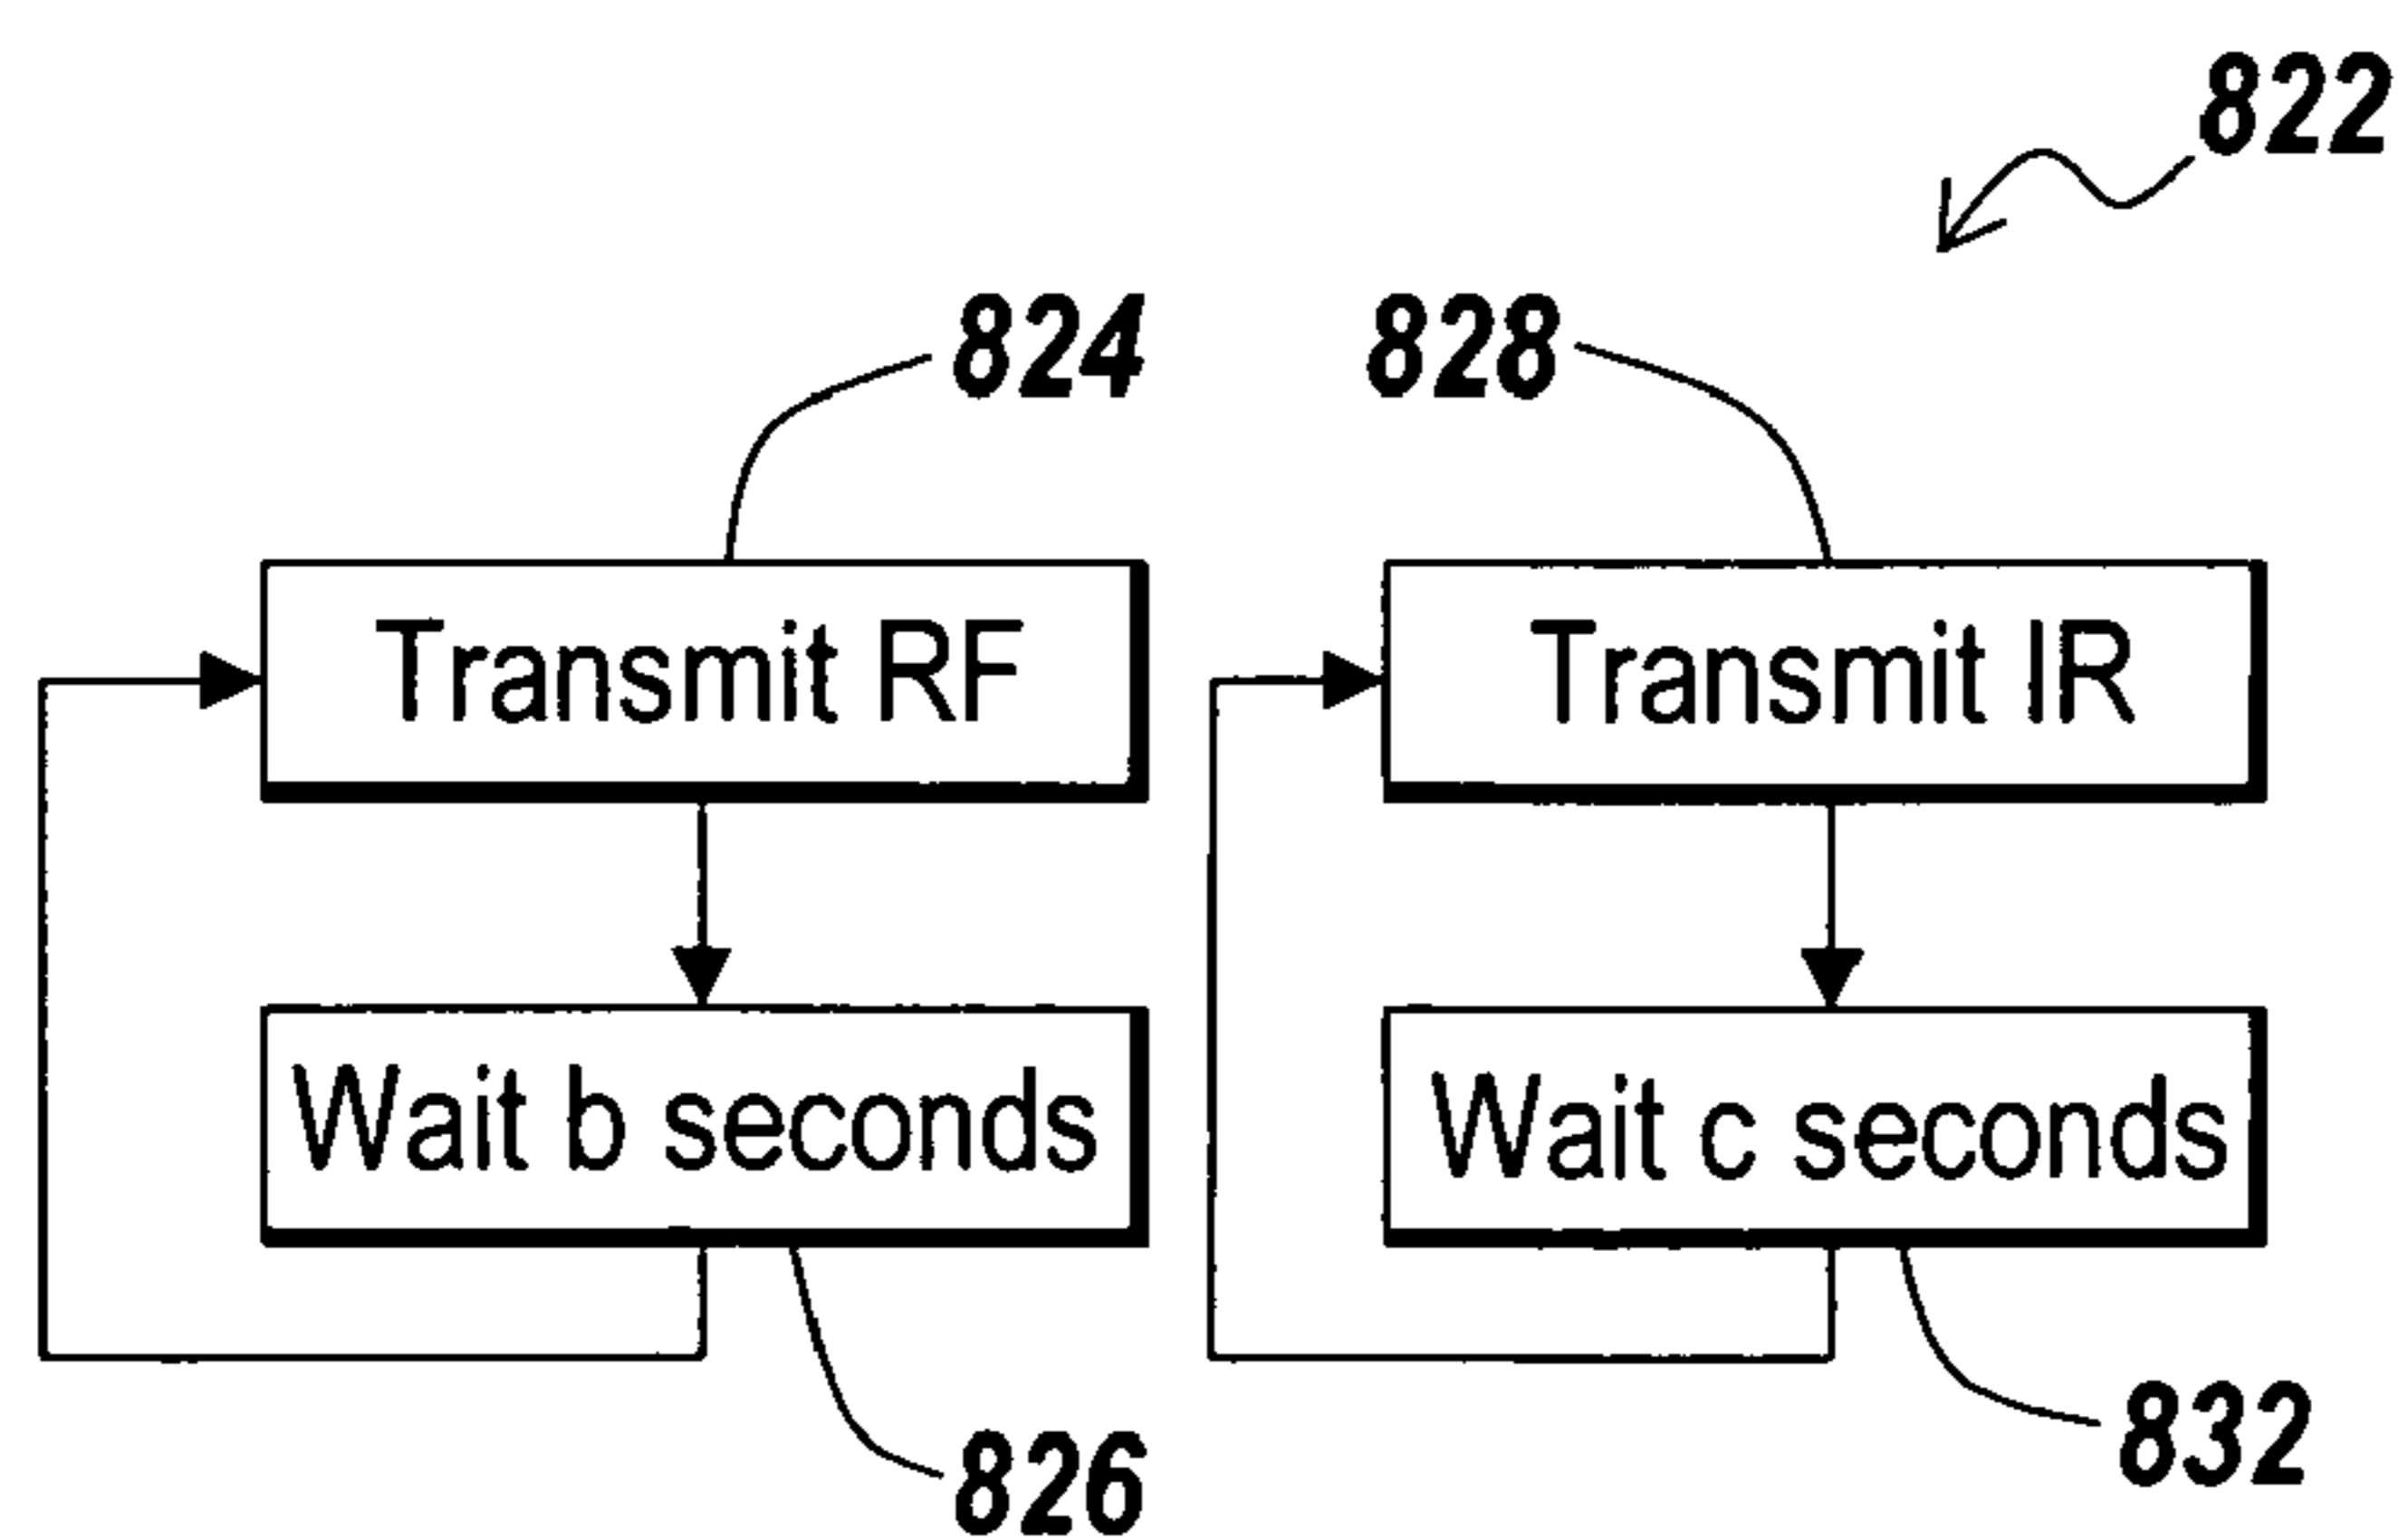 822
824
828
Transmit RF
Transmit IR
Wait b seconds
Wait c seconds
826
832